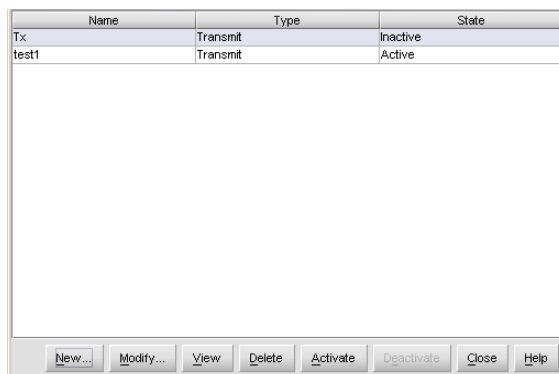 Name Type State
Tx Transmit Inactive
test1 Transmit Active
New... Modify... View Delete Activate Deactivate Close Help